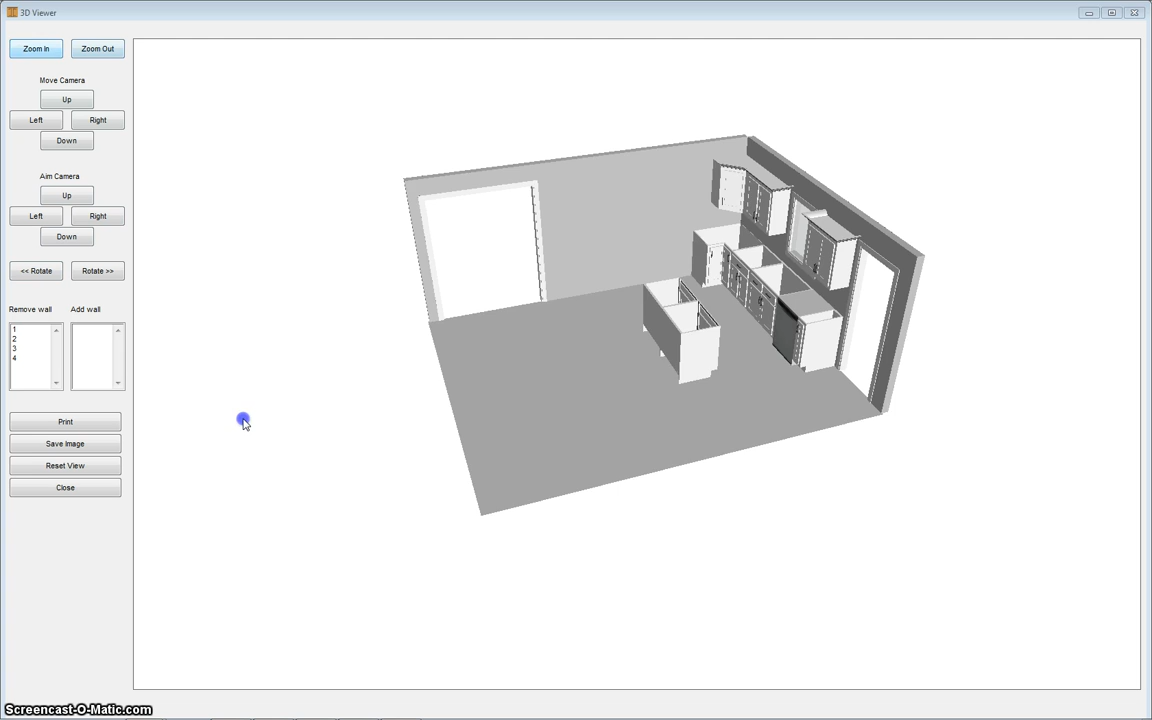 3D Viewer
Zoom In Zoom Out
Move Camera
Up
Left Right
Down
Aim Camera
Up
Left Right
Down
<< Rotate Rotate >>
Remove wall Add wall
1
2
3
4
Print
Save Image
Reset View
Close
Screencast-O-Matic.com